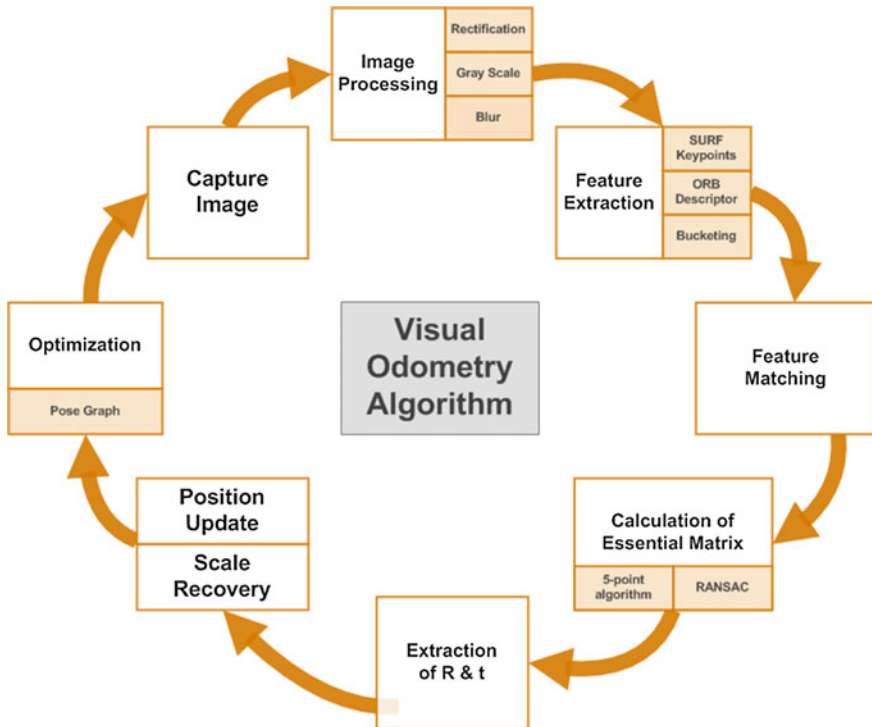 Image
Processing
Rectification
Gray Scale
Blur
Feature
Extraction
SURF
Keypoints
ORB
Descriptor
Bucketing
Feature
Matching
Calculation of
Essential Matrix
5-point
algorithm
RANSAC
Extraction
of R & t
Position
Update
Scale
Recovery
Optimization
Pose Graph
Capture
Image
Visual
Odometry
Algorithm